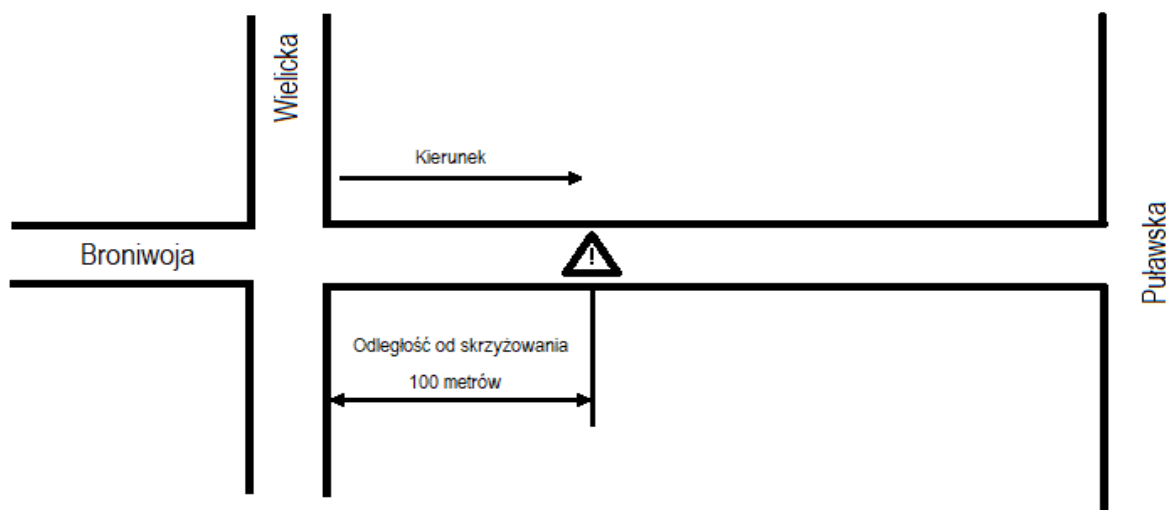 Wielicka
Kierunek
Broniwoja
!
Puławska
Odległość od skrzyżowania
100 metrów